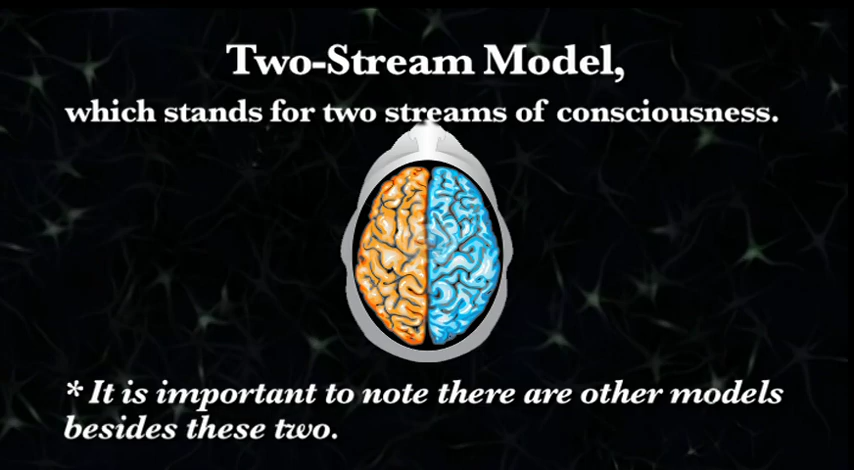 Two-Stream Model,
which stands for two streams of consciousness.
* It is important to note there are other models
besides these two.